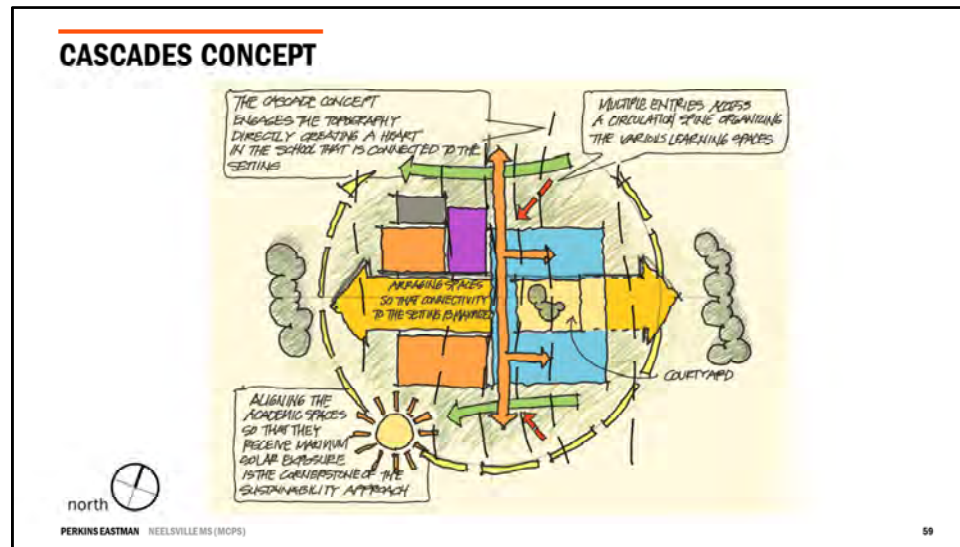 CASCADES CONCEPT
THE CASCADE CONCEPT
ENGAGES THE TOPOGRAPHY
DIRECTLY CREATING A HEART
IN THE SCHOOL THAT IS CONNECTED TO THE
SETTING
MULTIPLE ENTRIES ACCESS
A CIRCULATION SPINE ORGANIZING
THE VARIOUS LEARNING SPACES
ARRAGING SPACES
SO THAT CONNECTIVITY
TO THE SETTING IS MAXIMIZED
COURTYARD
ALIGNING THE
ACADEMIC SPACES
SO THAT THEY
RECEIVE MAXIMUM
SOLAR EXPOSURE
IS THE CORNERSTONE OF THE
SUSTAINABILITY APPROACH
north
PERKINS EASTMAN NEELSVILLE MS (MCPS)
59